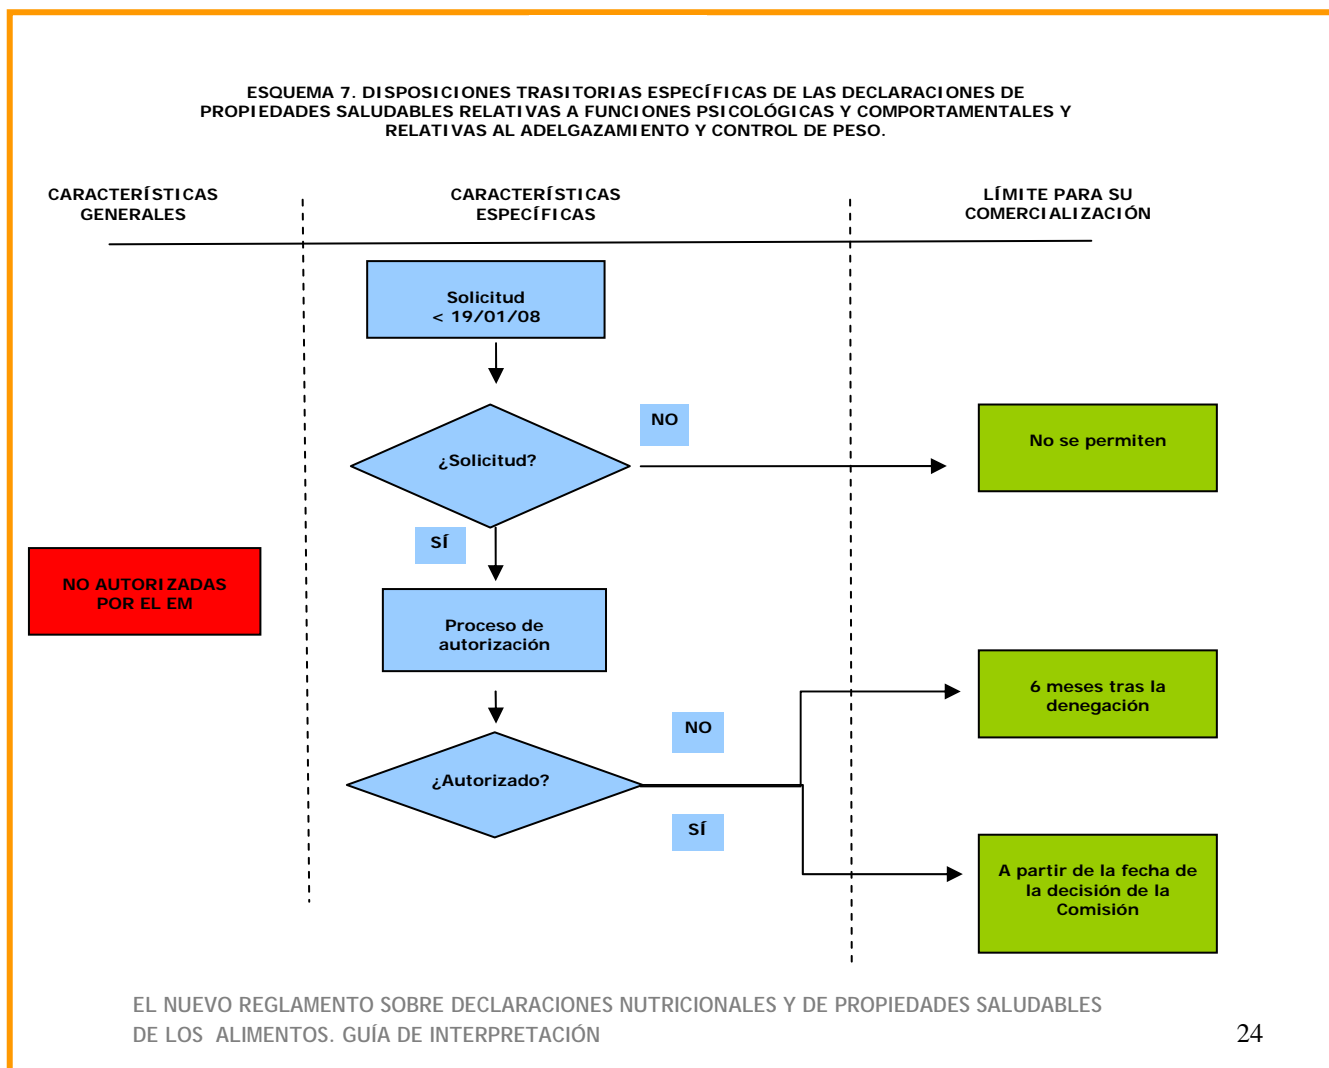 ESQUEMA 7. DISPOSICIONES TRASITORIAS ESPECÍFICAS DE LAS DECLARACIONES DE
PROPIEDADES SALUDABLES RELATIVAS A FUNCIONES PSICOLÓGICAS Y COMPORTAMENTALES Y
RELATIVAS AL ADELGAZAMIENTO Y CONTROL DE PESO.
CARACTERÍSTICAS
GENERALES
CARACTERÍSTICAS
ESPECÍFICAS
LÍMITE PARA SU
COMERCIALIZACIÓN
Solicitud
< 19/01/08
¿Solicitud?
NO
No se permiten
SÍ
NO AUTORIZADAS
POR EL EM
Proceso de
autorización
6 meses tras la
denegación
NO
¿Autorizado?
SÍ
A partir de la fecha de
la decisión de la
Comisión
EL NUEVO REGLAMENTO SOBRE DECLARACIONES NUTRICIONALES Y DE PROPIEDADES SALUDABLES
DE LOS ALIMENTOS. GUÍA DE INTERPRETACIÓN
24